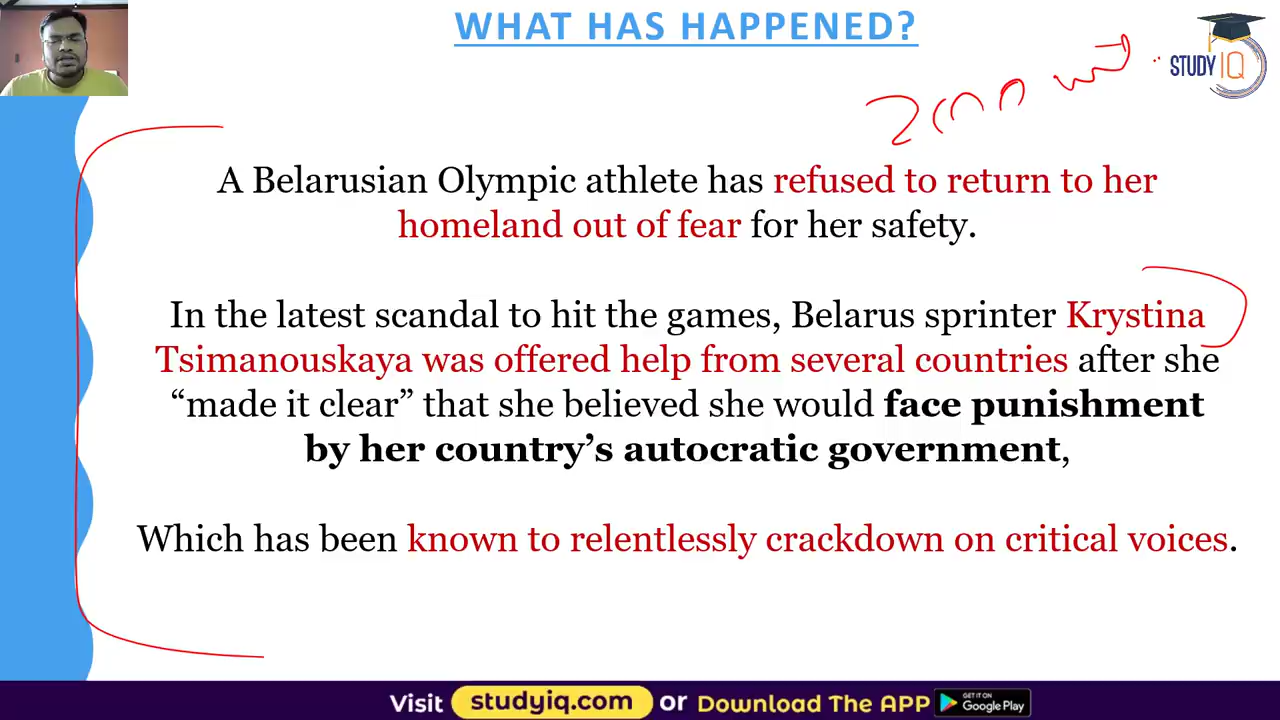 WHAT HAS HAPPENED?
STUDY IQ
200 m
A Belarusian Olympic athlete has refused to return to her
homeland out of fear for her safety.
In the latest scandal to hit the games, Belarus sprinter Krystina
Tsimanouskaya was offered help from several countries after she
“made it clear” that she believed she would face punishment
by her country’s autocratic government,
Which has been known to relentlessly crackdown on critical voices.
Visit studyiq.com or Download The APP GET IT ON Google Play